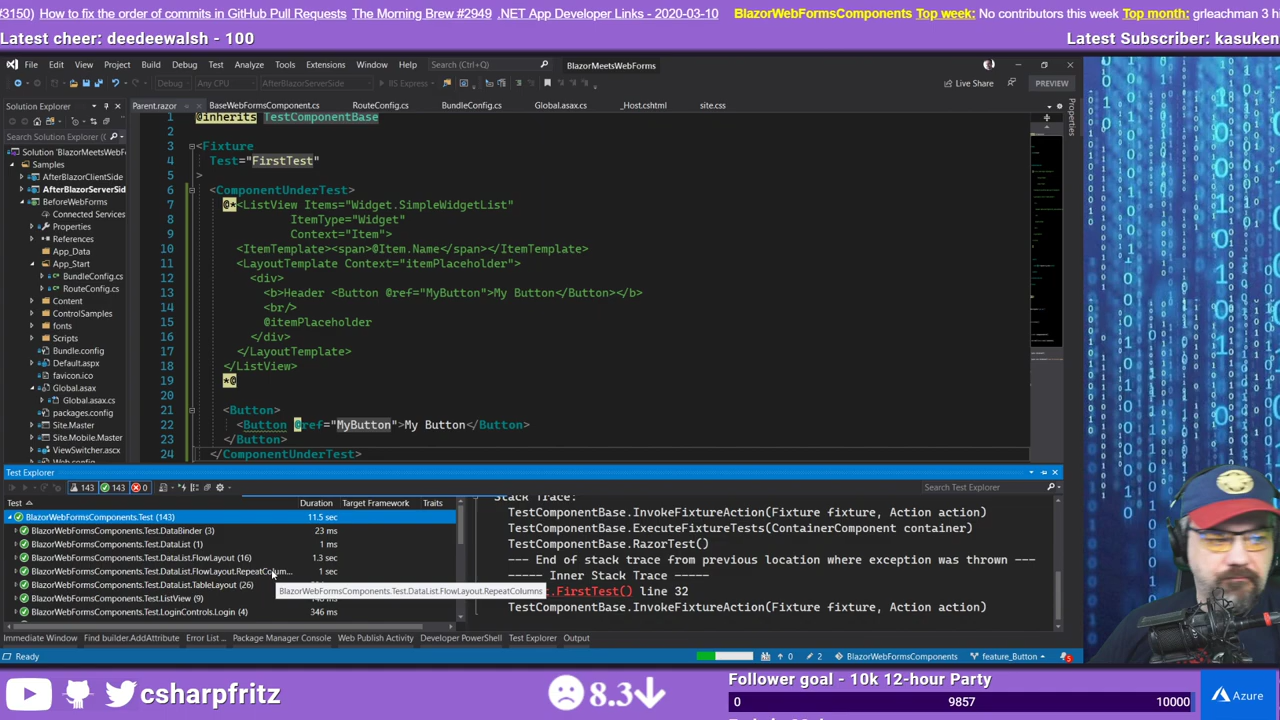 #3150) How to fix the order of commits in GitHub Pull Requests The Morning Brew #2949 .NET App Developer Links - 2020-03-10 BlazorWebFormsComponents Top week: No contributors this week Top month: grleachman 3 h
Latest cheer: deedeewalsh - 100
Latest Subscriber: kasuken
File Edit View Project Build Debug Test Analyze Tools Extensions Window Help Search (Ctrl+Q) BlazorMeetsWebForms
Debug Any CPU AfterBlazorServerSide IIS Express Live Share PREVIEW
Solution Explorer
Parent.razor BaseWebFormsComponent.cs RouteConfig.cs BundleConfig.cs Global.asax.cs _Host.cshtml site.css
Properties
Search Solution Explorer
Solution 'BlazorMeetsWebF
Samples
AfterBlazorClientSide
AfterBlazorServerSid
BeforeWebForms
Connected Services
Properties
References
App_Data
App_Start
BundleConfig.cs
RouteConfig.cs
Content
ControlSamples
fonts
Scripts
Bundle.config
Default.aspx
favicon.ico
Global.asax
Global.asax.cs
packages.config
Site.Master
Site.Mobile.Master
ViewSwitcher.ascx
Web.config
1 @inherits TestComponentBase
2
3 <Fixture
4 Test="FirstTest"
5 >
6 <ComponentUnderTest>
7 @*<ListView Items="Widget.SimpleWidgetList"
8 ItemType="Widget"
9 Context="Item">
10 <ItemTemplate><span>@Item.Name</span></ItemTemplate>
11 <LayoutTemplate Context="itemPlaceholder">
12 <div>
13 <b>Header <Button @ref="MyButton">My Button</Button></b>
14 <br/>
15 @itemPlaceholder
16 </div>
17 </LayoutTemplate>
18 </ListView>
19 *@
20
21 <Button>
22 <Button @ref="MyButton">My Button</Button>
23 </Button>
24 </ComponentUnderTest>
Test Explorer
143 143 0
Search Test Explorer
Test Duration Target Framework Traits
BlazorWebFormsComponents.Test (143) 11.5 sec
BlazorWebFormsComponents.Test.DataBinder (3) 23 ms
BlazorWebFormsComponents.Test.DataList (1) 1 ms
BlazorWebFormsComponents.Test.DataList.FlowLayout (16) 1.3 sec
BlazorWebFormsComponents.Test.DataList.FlowLayout.RepeatColum... 1 sec
BlazorWebFormsComponents.Test.DataList.TableLayout (26)
BlazorWebFormsComponents.Test.ListView (9)
BlazorWebFormsComponents.Test.LoginControls.Login (4) 346 ms
BlazorWebFormsComponents.Test.DataList.FlowLayout.RepeatColumns
Stack Trace:
TestComponentBase.InvokeFixtureAction(Fixture fixture, Action action)
TestComponentBase.ExecuteFixtureTests(ContainerComponent container)
TestComponentBase.RazorTest()
--- End of stack trace from previous location where exception was thrown ---
----- Inner Stack Trace -----
t.FirstTest() line 32
TestComponentBase.InvokeFixtureAction(Fixture fixture, Action action)
Immediate Window Find builder.AddAttribute Error List ... Package Manager Console Web Publish Activity Developer PowerShell Test Explorer Output
Ready 0 2 BlazorWebFormsComponents feature_Button 5
csharpfritz
8.3
Follower goal - 10k 12-hour Party
0 9857 10000
Azure